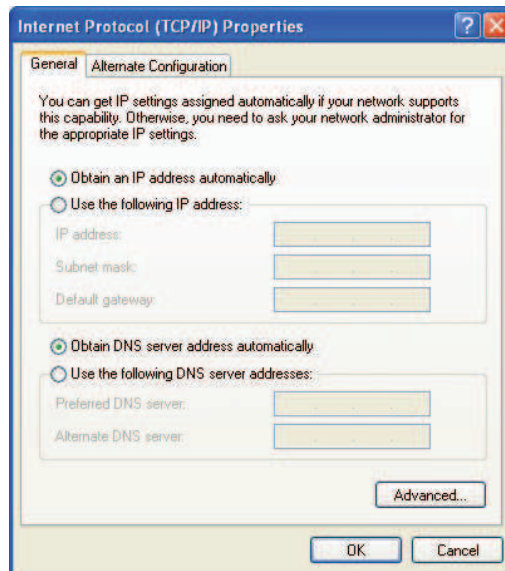 Internet Protocol (TCP/IP) Properties
General
Alternate Configuration
You can get IP settings assigned automatically if your network supports
this capability. Otherwise, you need to ask your network administrator for
the appropriate IP settings.
Obtain an IP address automatically
Use the following IP address:
IP address:
Subnet mask:
Default gateway:
Obtain DNS server address automatically
Use the following DNS server addresses:
Preferred DNS server:
Alternate DNS server:
Advanced...
OK
Cancel